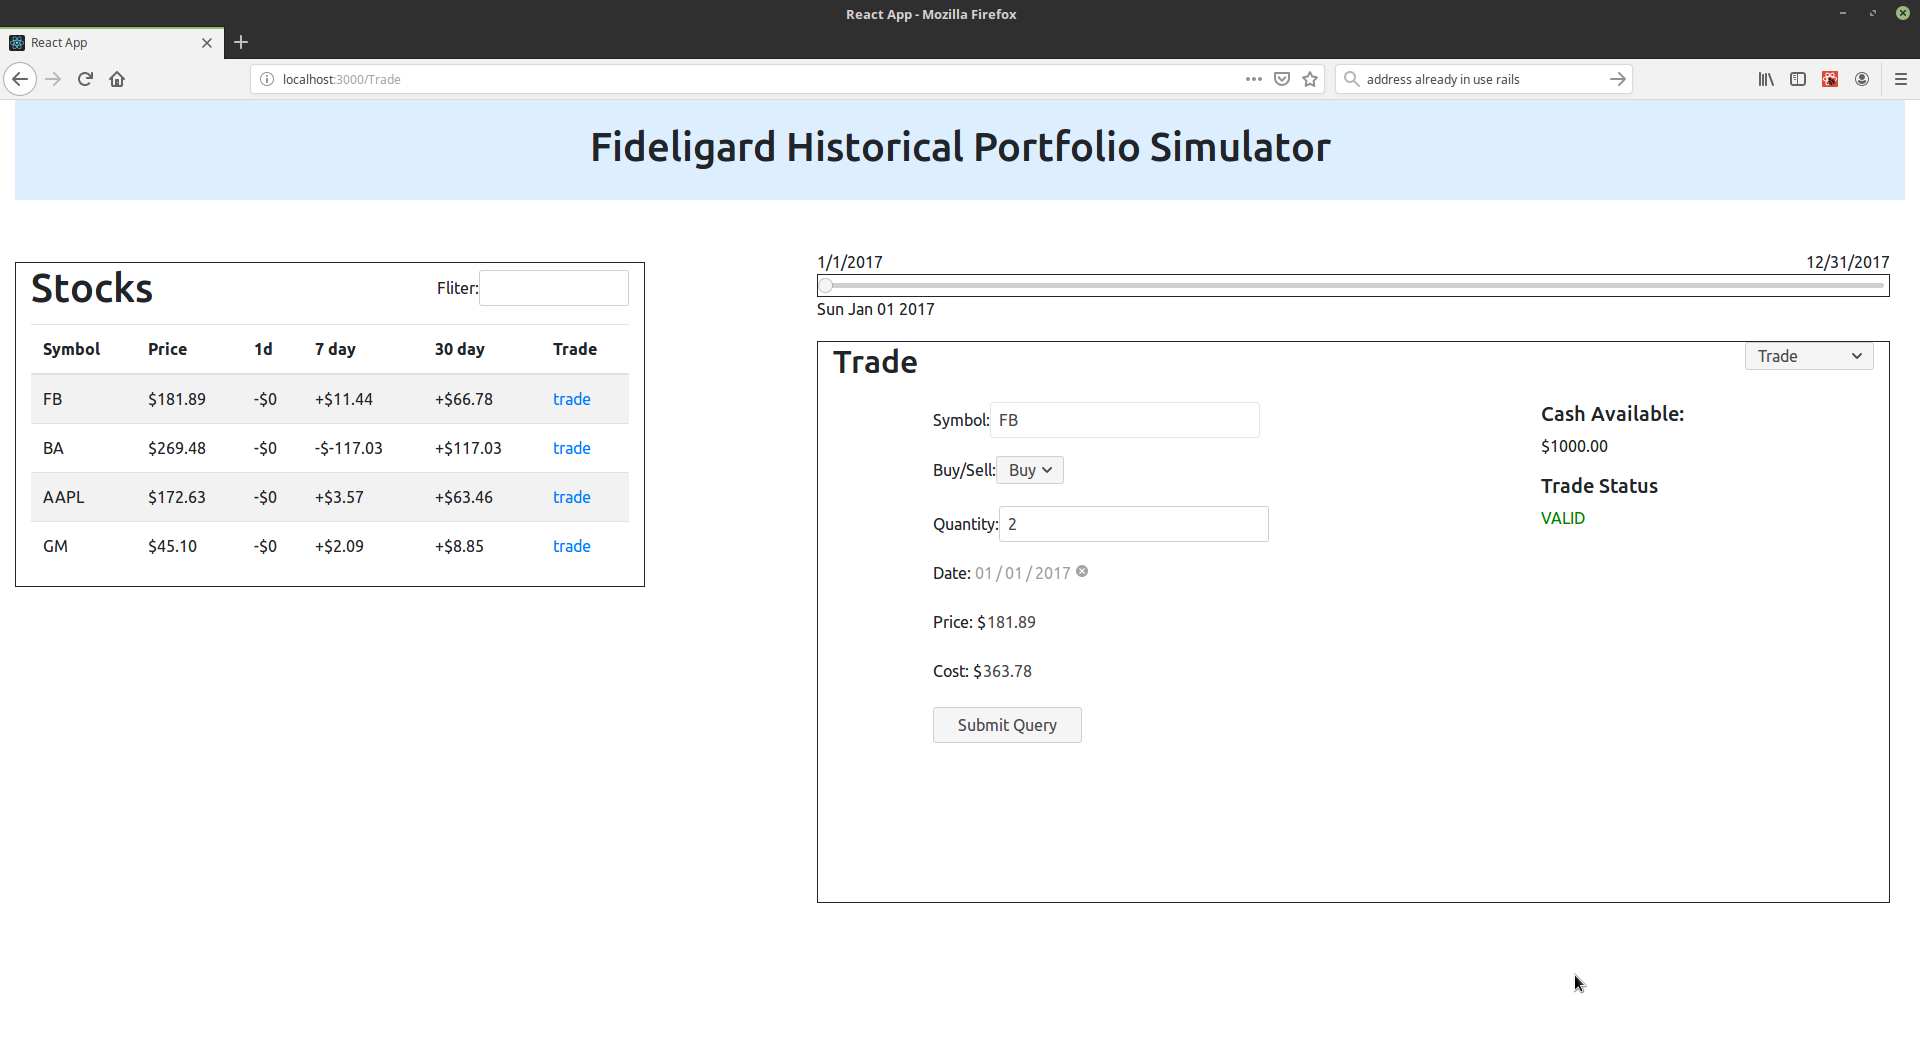 React App - Mozilla Firefox
React App
localhost:3000/Trade
address already in use rails
Fideligard Historical Portfolio Simulator
Stocks
Fliter:
Symbol Price 1d 7 day 30 day Trade
FB $181.89 -$0 +$11.44 +$66.78 trade
BA $269.48 -$0 -$-117.03 +$117.03 trade
AAPL $172.63 -$0 +$3.57 +$63.46 trade
GM $45.10 -$0 +$2.09 +$8.85 trade
1/1/2017 12/31/2017
Sun Jan 01 2017
Trade
Trade
Symbol: FB
Buy/Sell: Buy
Quantity: 2
Date: 01/01/2017
Price: $181.89
Cost: $363.78
Submit Query
Cash Available:
$1000.00
Trade Status
VALID